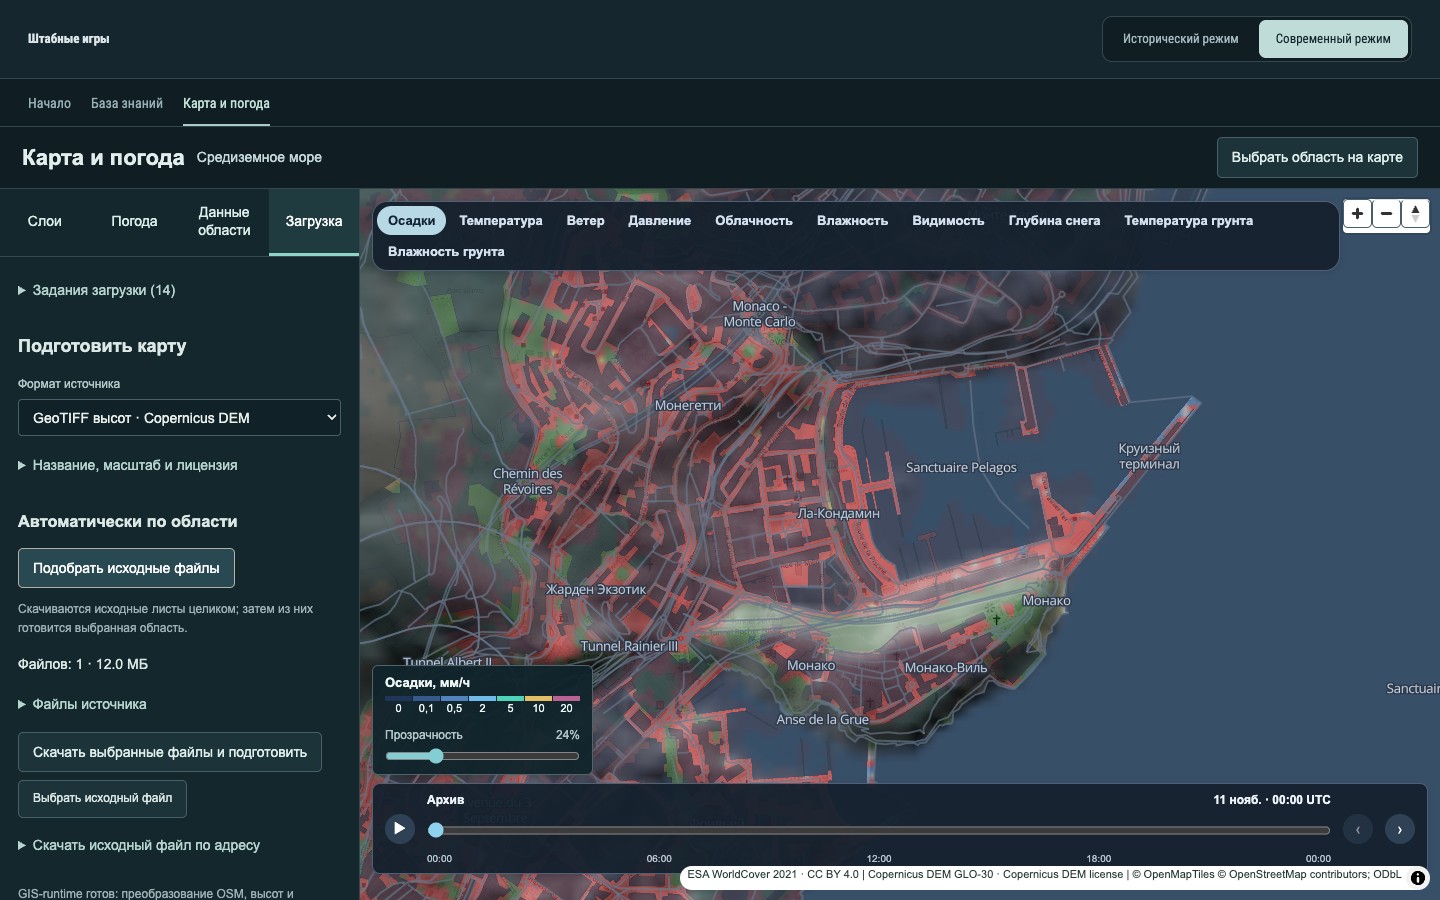 Штабные игры
Исторический режим
Современный режим
Начало
База знаний
Карта и погода
Карта и погода
Средиземное море
Выбрать область на карте
Слои
Погода
Данные
области
Загрузка
Задания загрузки (14)
Подготовить карту
Формат источника
GeoTIFF высот · Copernicus DEM
Название, масштаб и лицензия
Автоматически по области
Подобрать исходные файлы
Скачиваются исходные листы целиком; затем из них
готовится выбранная область.
Файлов: 1 · 12.0 МБ
Файлы источника
Скачать выбранные файлы и подготовить
Выбрать исходный файл
Скачать исходный файл по адресу
GIS-runtime готов: преобразование OSM, высот и
Осадки
Температура
Ветер
Давление
Облачность
Влажность
Видимость
Глубина снега
Температура грунта
Влажность грунта
Monaco -
Monte Carlo
Монегетти
Chemin des
Révoires
Sanctuaire Pelagos
Круизный
терминал
Ла-Кондамин
Жарден Экзотик
Монако
Tunnel Rainier III
Tunnel Albert II
Монако
Монако-Виль
Sanctuair
Anse de la Grue
Осадки, мм/ч
0 0,1 0,5 2 5 10 20
Прозрачность 24%
Архив
11 нояб. · 00:00 UTC
00:00 06:00 12:00 18:00 00:00
ESA WorldCover 2021 · CC BY 4.0 | Copernicus DEM GLO-30 · Copernicus DEM license | © OpenMapTiles © OpenStreetMap contributors; ODbL